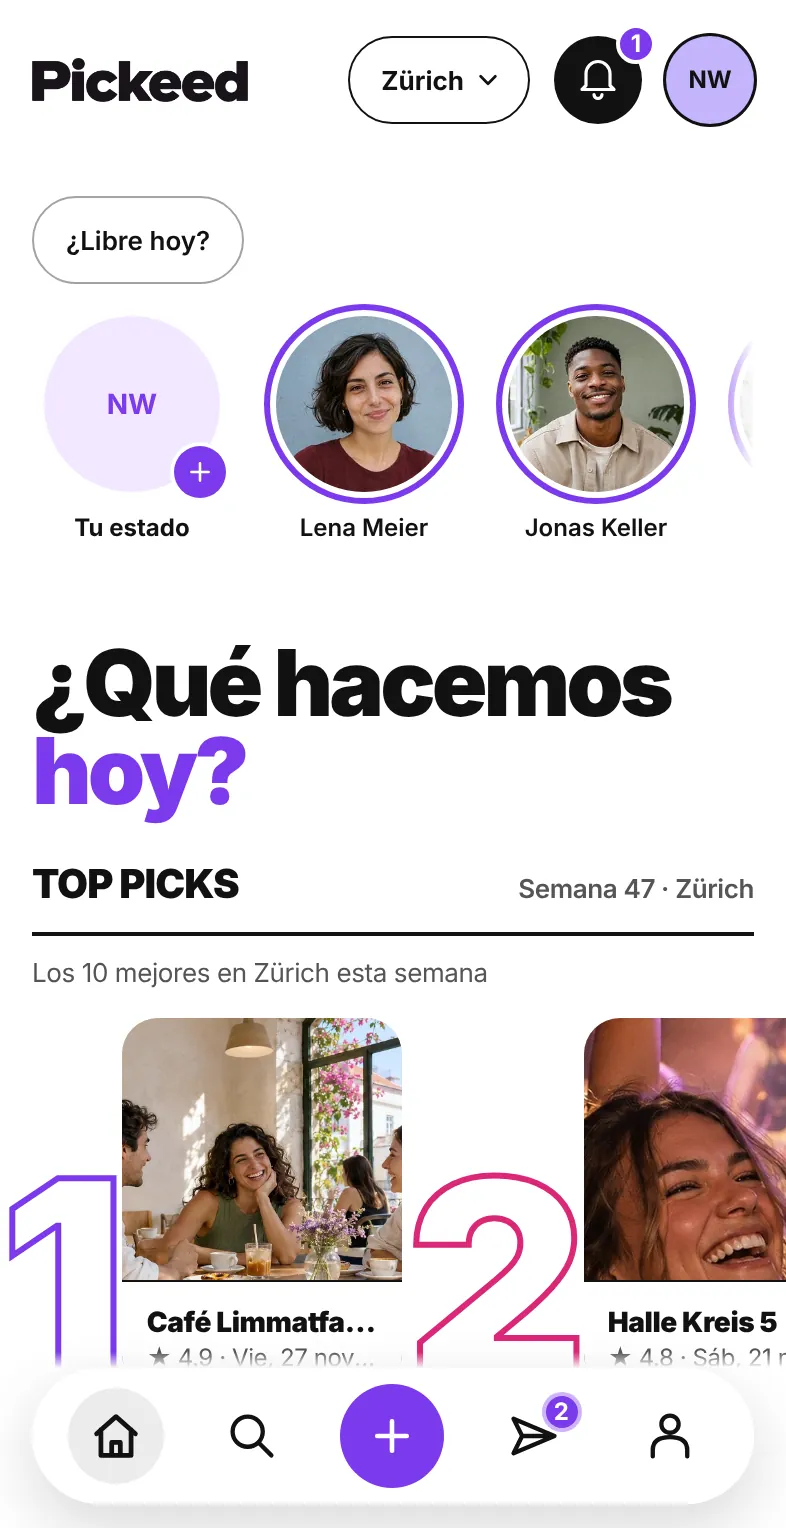 Pickeed
Zürich
1
NW
¿Libre hoy?
NW
Tu estado
Lena Meier
Jonas Keller
¿Qué hacemos
hoy?
TOP PICKS
Semana 47 · Zürich
Los 10 mejores en Zürich esta semana
1
2
Café Limmatfa...
Halle Kreis 5
★ 4.9 · Vie, 27 nov...
★ 4.8 · Sáb, 21 n
2